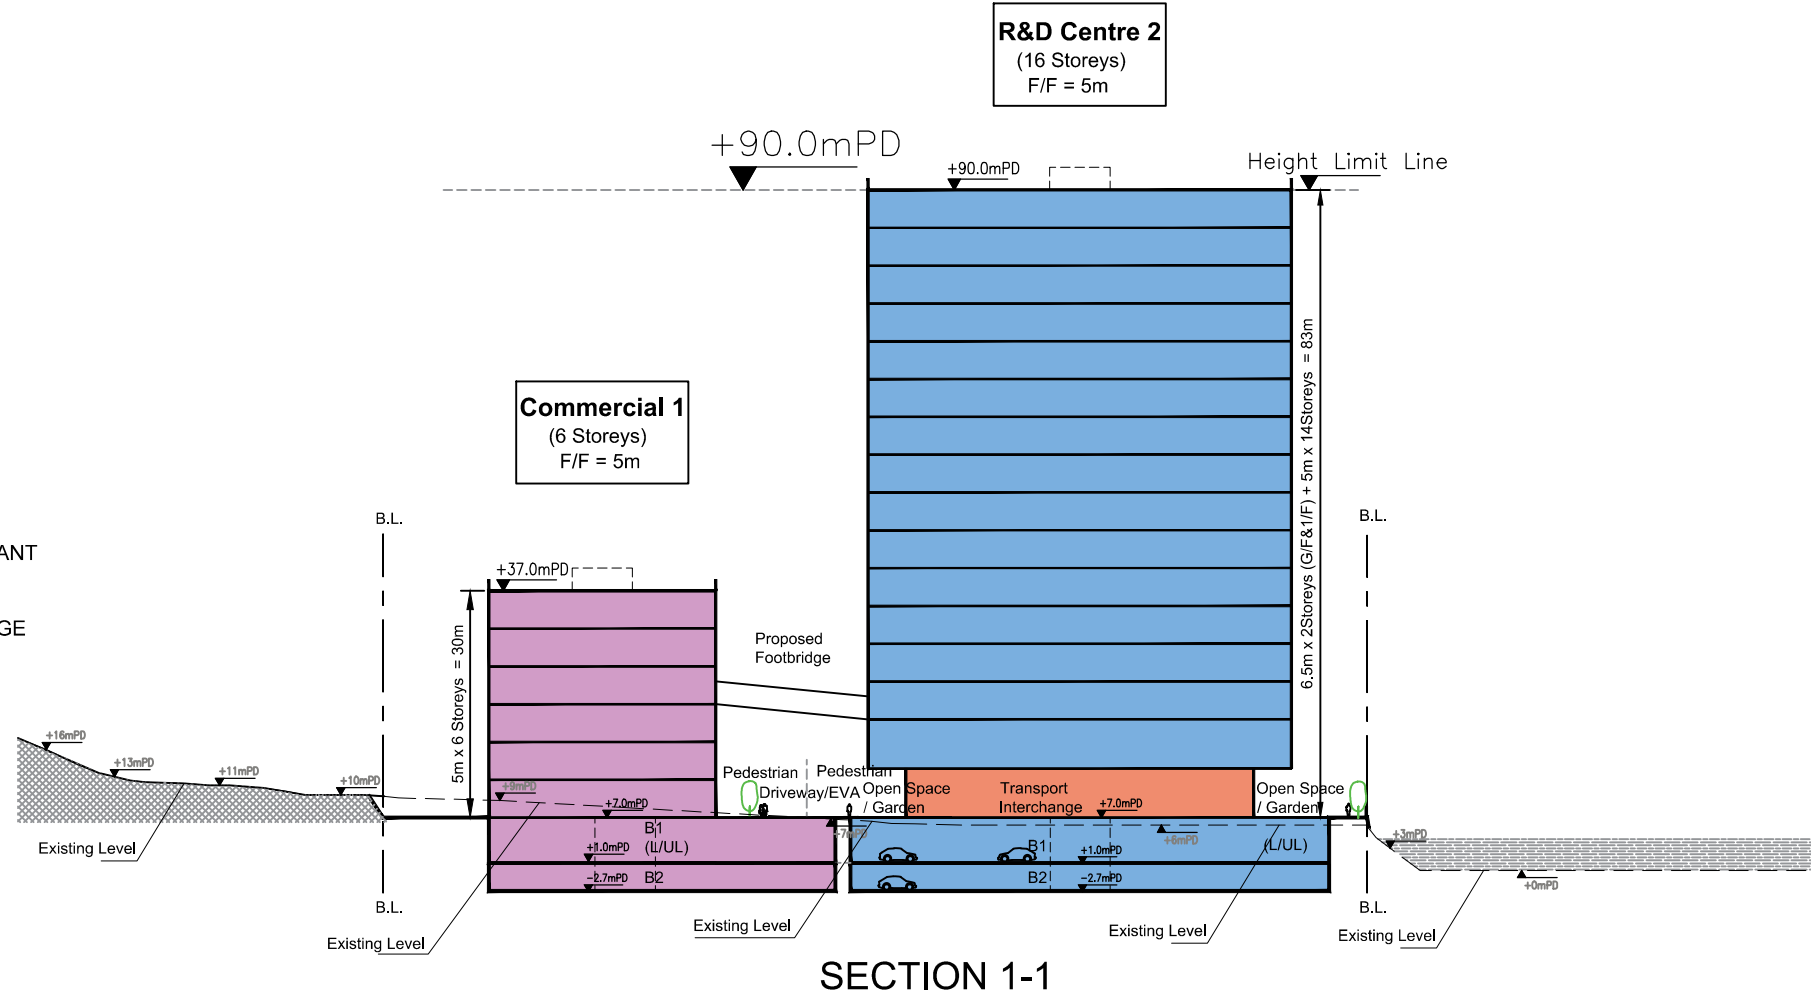 R&D Centre 2
(16 Storeys)
F/F = 5m
+90.0mPD
+90.0mPD
Height Limit Line
Commercial 1
(6 Storeys)
F/F = 5m
6.5m x 2Storeys (G/F&1/F) + 5m x 14Storeys = 83m
B.L.
B.L.
ANT
GE
+37.0mPD
5m x 6 Storeys = 30m
Proposed
Footbridge
+16mPD
+13mPD
+11mPD
+10mPD
+9mPD
Pedestrian
Pedestrian
Driveway/EVA
Open Space
/ Garden
Transport
Interchange
Open Space
/ Garden
+7.0mPD
+7.0mPD
+7mPD
+6mPD
+3mPD
+0mPD
B1
(L/UL)
+1.0mPD
B2
-2.7mPD
B1
+1.0mPD
(L/UL)
B2
-2.7mPD
Existing Level
B.L.
B.L.
Existing Level
Existing Level
Existing Level
Existing Level
SECTION 1-1